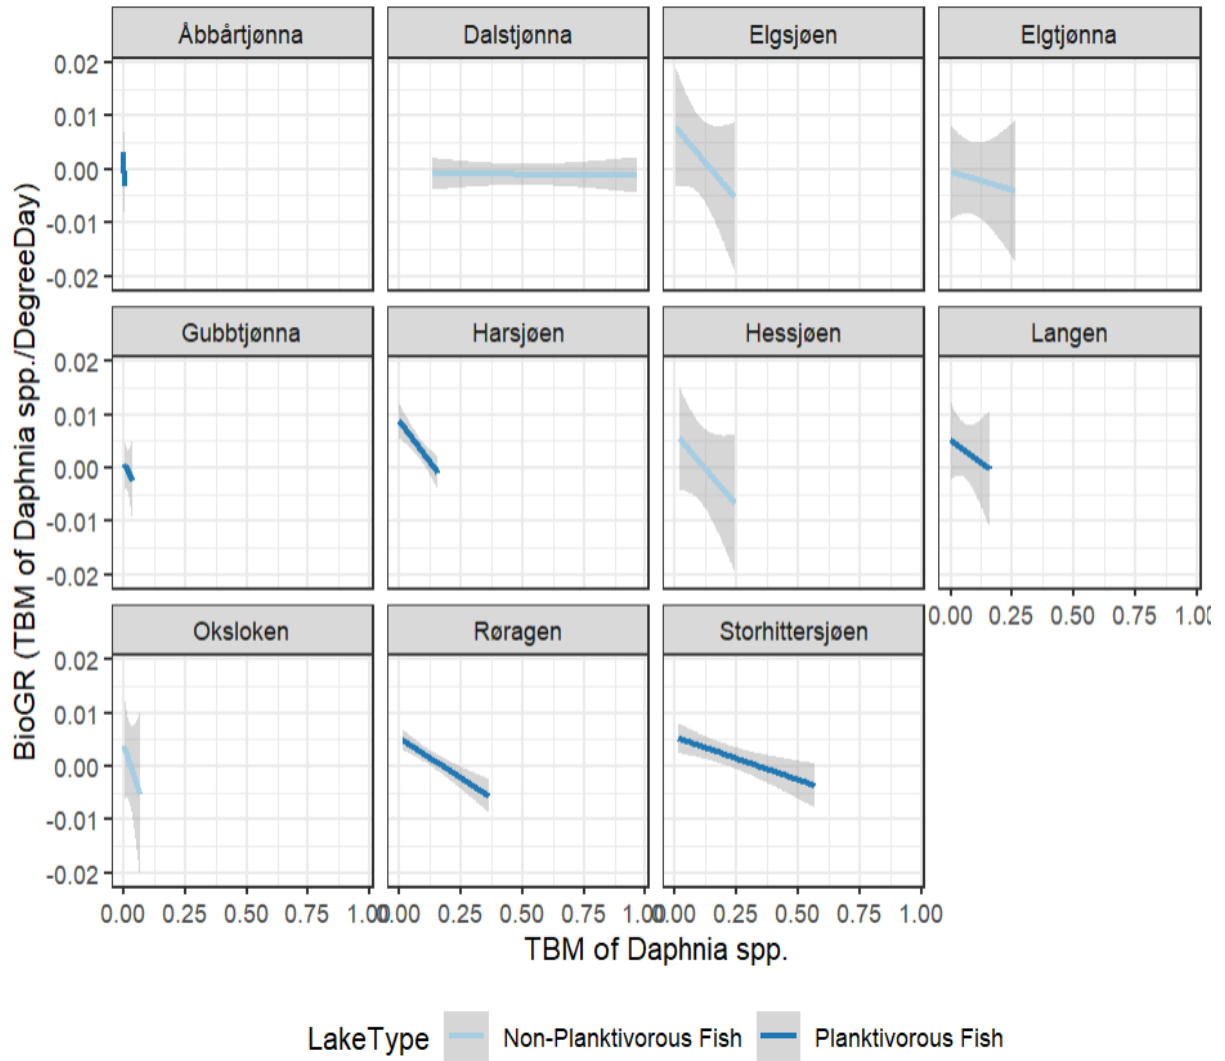 Åbbårtjønna Dalstjønna Elgsjøen Elgtjønna
0.02
0.01
0.00
-0.01
-0.02
Gubbtjønna Harsjøen Hessjøen Langen
0.02
0.01
0.00
-0.01
-0.02
0.00 0.25 0.50 0.75 1.00
Oksloken Røragen Storhittersjøen
0.02
0.01
0.00
-0.01
-0.02
0.00 0.25 0.50 0.75 1.00 0.00 0.25 0.50 0.75 1.00 0.00 0.25 0.50 0.75 1.00
BioGR (TBM of Daphnia spp./DegreeDay)
TBM of Daphnia spp.
LakeType Non-Planktivorous Fish Planktivorous Fish